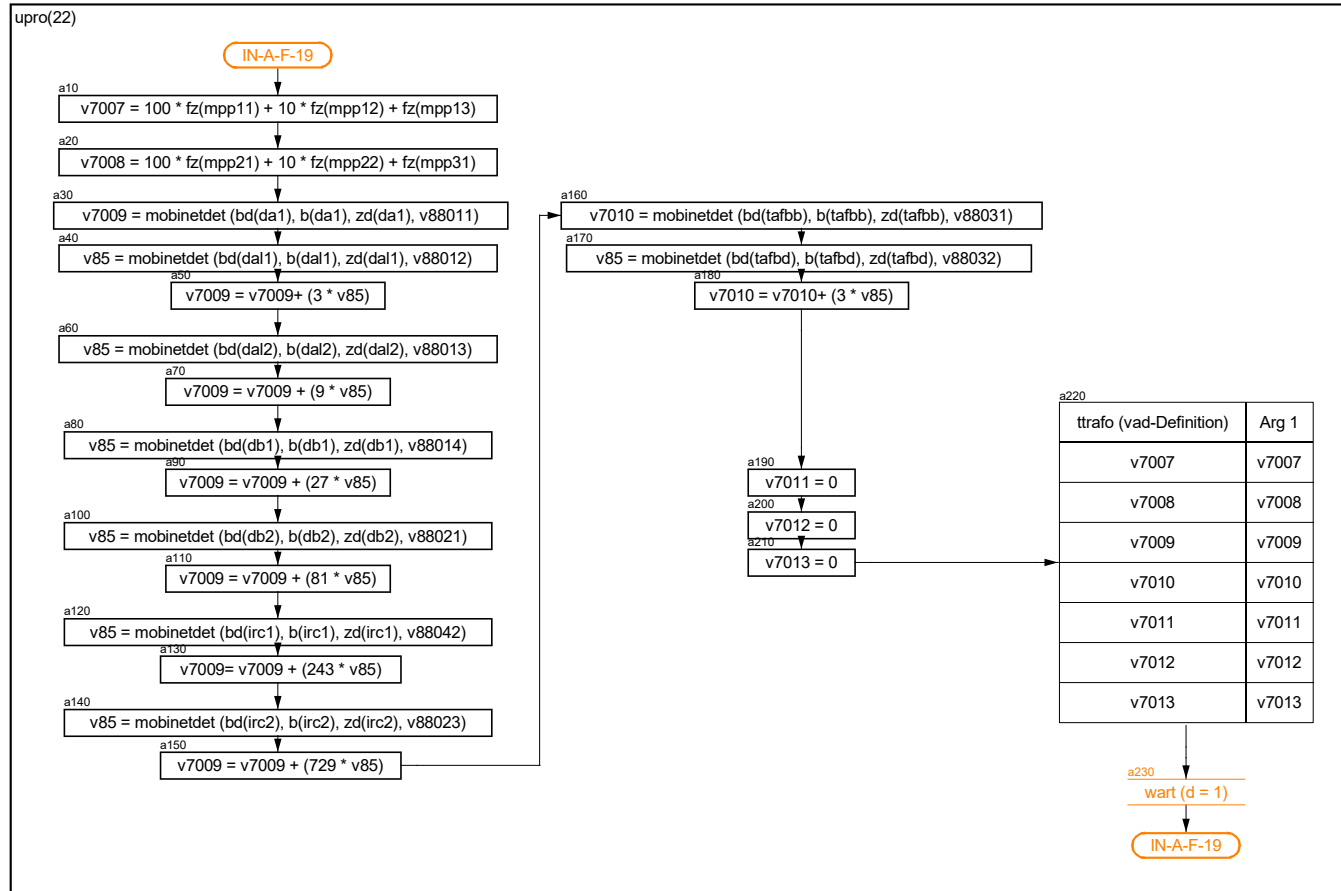 upro(22)
IN-A-F-19
a10
v7007 = 100 * fz(mpp11) + 10 * fz(mpp12) + fz(mpp13)
a20
v7008 = 100 * fz(mpp21) + 10 * fz(mpp22) + fz(mpp31)
a30
v7009 = mobinetdet (bd(da1), b(da1), zd(da1), v88011)
a40
v85 = mobinetdet (bd(dal1), b(dal1), zd(dal1), v88012)
a50
v7009 = v7009+ (3 * v85)
a60
v85 = mobinetdet (bd(dal2), b(dal2), zd(dal2), v88013)
a70
v7009 = v7009 + (9 * v85)
a80
v85 = mobinetdet (bd(db1), b(db1), zd(db1), v88014)
a90
v7009 = v7009 + (27 * v85)
a100
v85 = mobinetdet (bd(db2), b(db2), zd(db2), v88021)
a110
v7009 = v7009 + (81 * v85)
a120
v85 = mobinetdet (bd(irc1), b(irc1), zd(irc1), v88042)
a130
v7009= v7009 + (243 * v85)
a140
v85 = mobinetdet (bd(irc2), b(irc2), zd(irc2), v88023)
a150
v7009 = v7009 + (729 * v85)
a160
v7010 = mobinetdet (bd(tafbb), b(tafbb), zd(tafbb), v88031)
a170
v85 = mobinetdet (bd(tafbd), b(tafbd), zd(tafbd), v88032)
a180
v7010 = v7010+ (3 * v85)
a190
v7011 = 0
a200
v7012 = 0
a210
v7013 = 0
a220
ttrafo (vad-Definition) Arg 1
v7007 v7007
v7008 v7008
v7009 v7009
v7010 v7010
v7011 v7011
v7012 v7012
v7013 v7013
a230
wart (d = 1)
IN-A-F-19